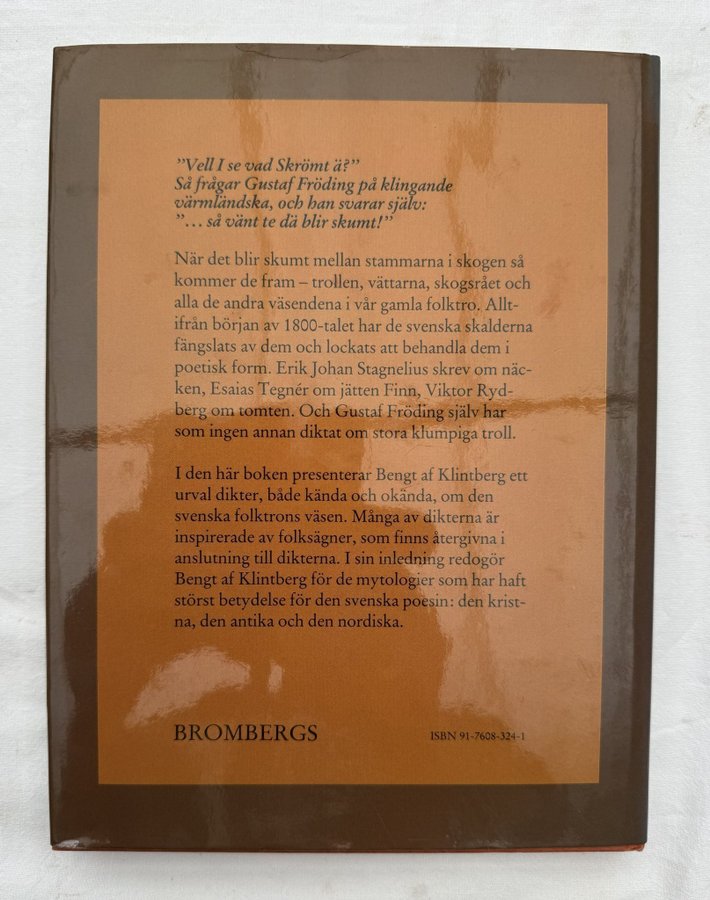 "Vell I se vad Skrömt ä?"
Så frågar Gustaf Fröding på klingande
värmländska, och han svarar själv:
"... så vänt te dä blir skumt!"
När det blir skumt mellan stammarna i skogen så
kommer de fram – trollen, vättarna, skogsrået och
alla de andra väsendena i vår gamla folktro. Allt-
ifrån början av 1800-talet har de svenska skalderna
fängslats av dem och lockats att behandla dem i
poetisk form. Erik Johan Stagnelius skrev om näc-
ken, Esaias Tegnér om jätten Finn, Viktor Ryd-
berg om tomten. Och Gustaf Fröding själv har
som ingen annan diktat om stora klumpiga troll.
I den här boken presenterar Bengt af Klintberg ett
urval dikter, både kända och okända, om den
svenska folktrons väsen. Många av dikterna är
inspirerade av folksägner, som finns återgivna i
anslutning till dikterna. I sin inledning redogör
Bengt af Klintberg för de mytologier som har haft
störst betydelse för den svenska poesin: den krist-
na, den antika och den nordiska.
BROMBERGS
ISBN 91-7608-324-1